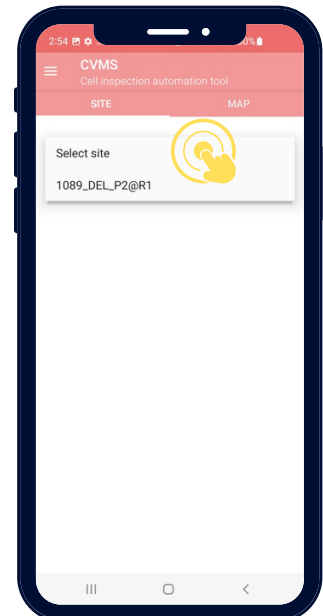 2:54
CVMS
Cell inspection automation tool
SITE MAP
Select site
1089_DEL_P2@R1